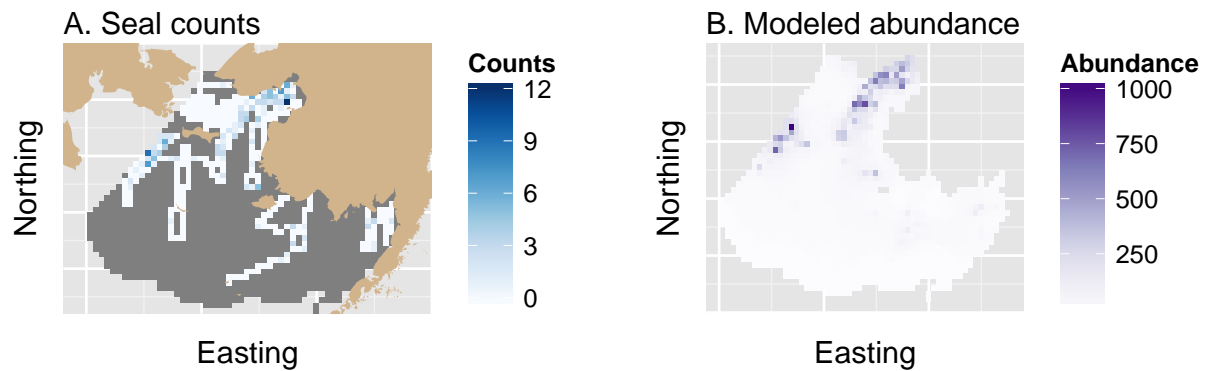 A. Seal counts
Counts
12
9
6
3
0
Northing
Easting
B. Modeled abundance
Abundance
1000
750
500
250
Northing
Easting